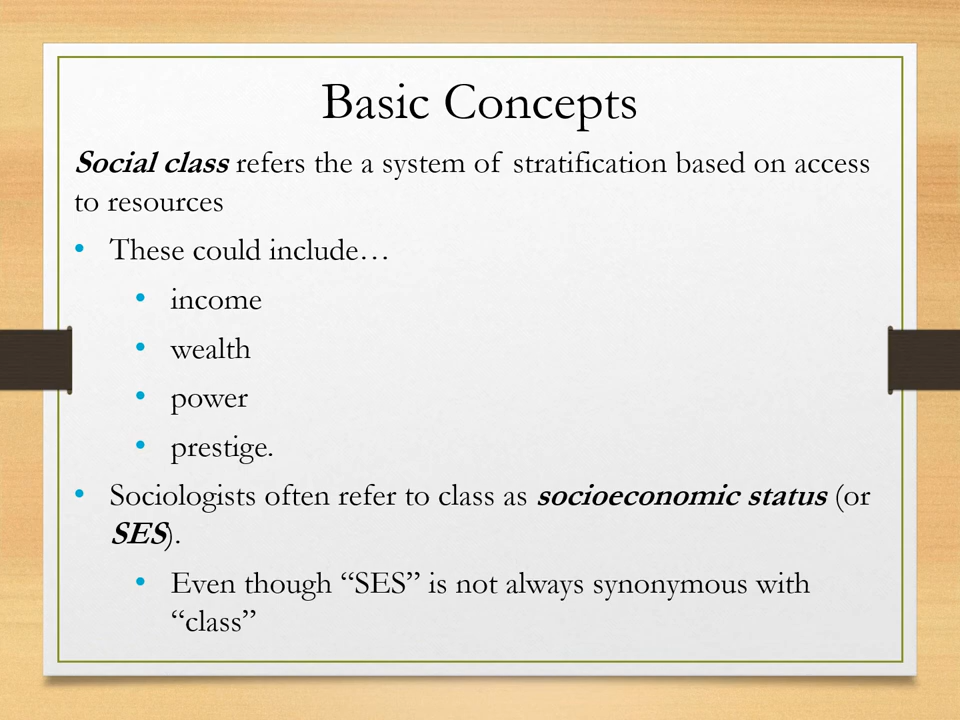 Basic Concepts
Social class refers the a system of stratification based on access
to resources
• These could include…
• income
• wealth
• power
• prestige.
• Sociologists often refer to class as socioeconomic status (or
SES).
• Even though “SES” is not always synonymous with
“class”